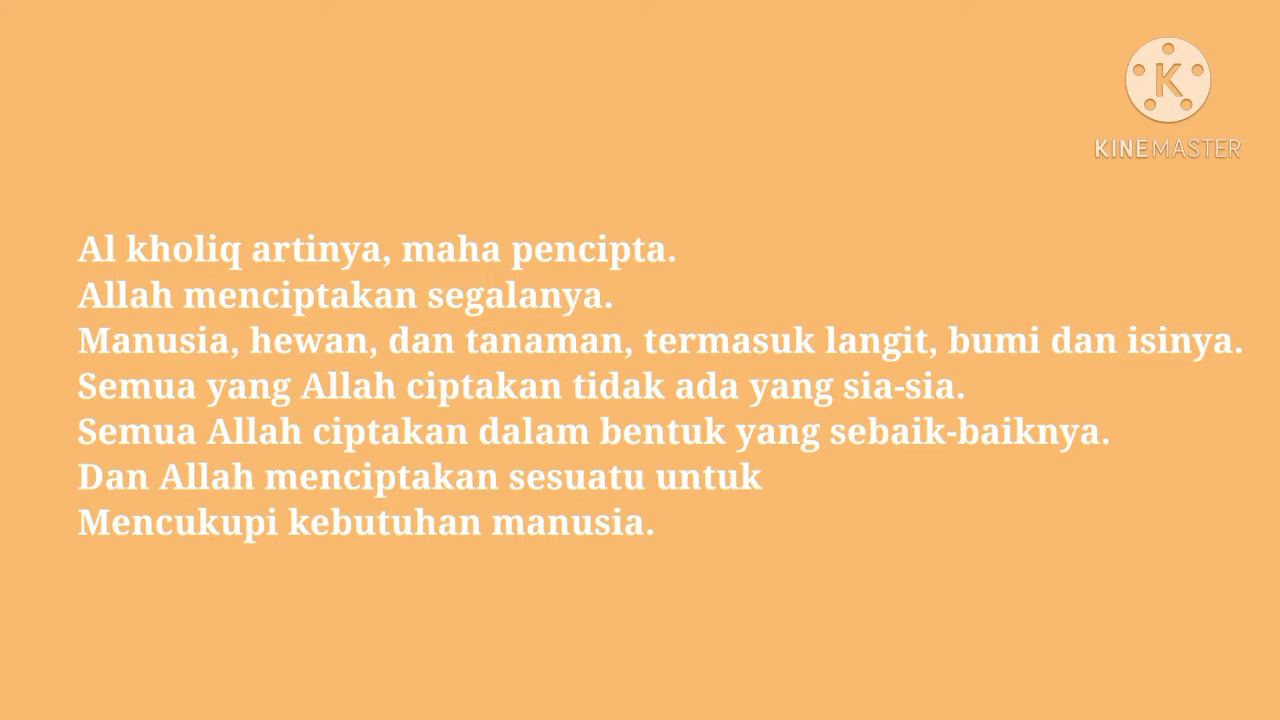 K
KINEMASTER
Al kholiq artinya, maha pencipta.
Allah menciptakan segalanya.
Manusia, hewan, dan tanaman, termasuk langit, bumi dan isinya.
Semua yang Allah ciptakan tidak ada yang sia-sia.
Semua Allah ciptakan dalam bentuk yang sebaik-baiknya.
Dan Allah menciptakan sesuatu untuk
Mencukupi kebutuhan manusia.